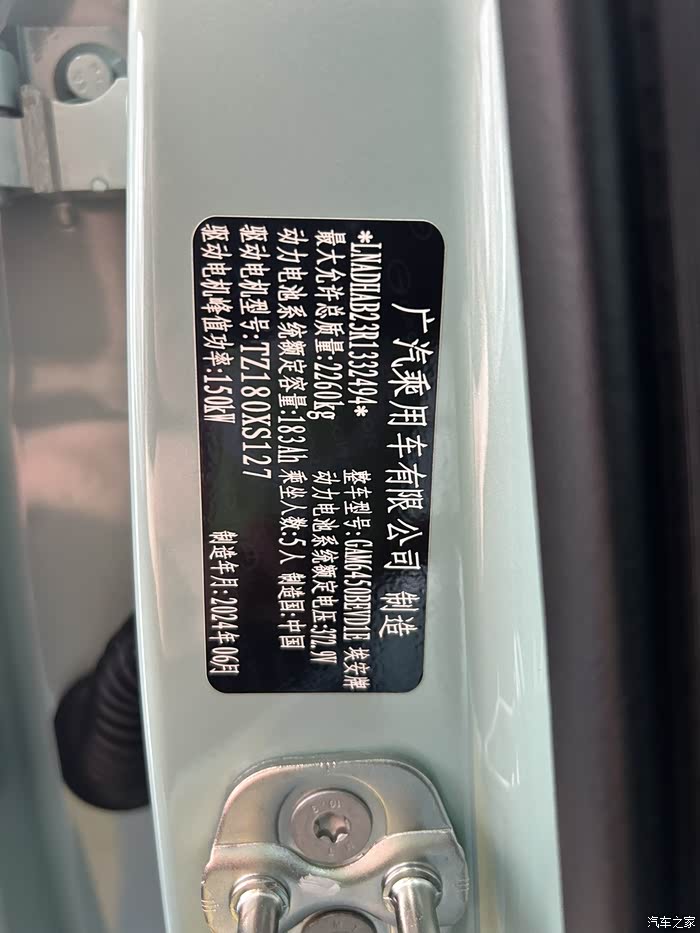 广汽乘用车有限公司 制造
*LNADHAB23R1332494* 整车型号:GAM6450BEVD1F 埃安牌
最大允许总质量:2260kg 动力电池系统额定电压:372.9V
动力电池系统额定容量:183Ah 乘坐人数:5人 制造国:中国
驱动电机型号:TZ180XS127
驱动电机峰值功率:150kW 制造年月:2024年06月
汽车之家